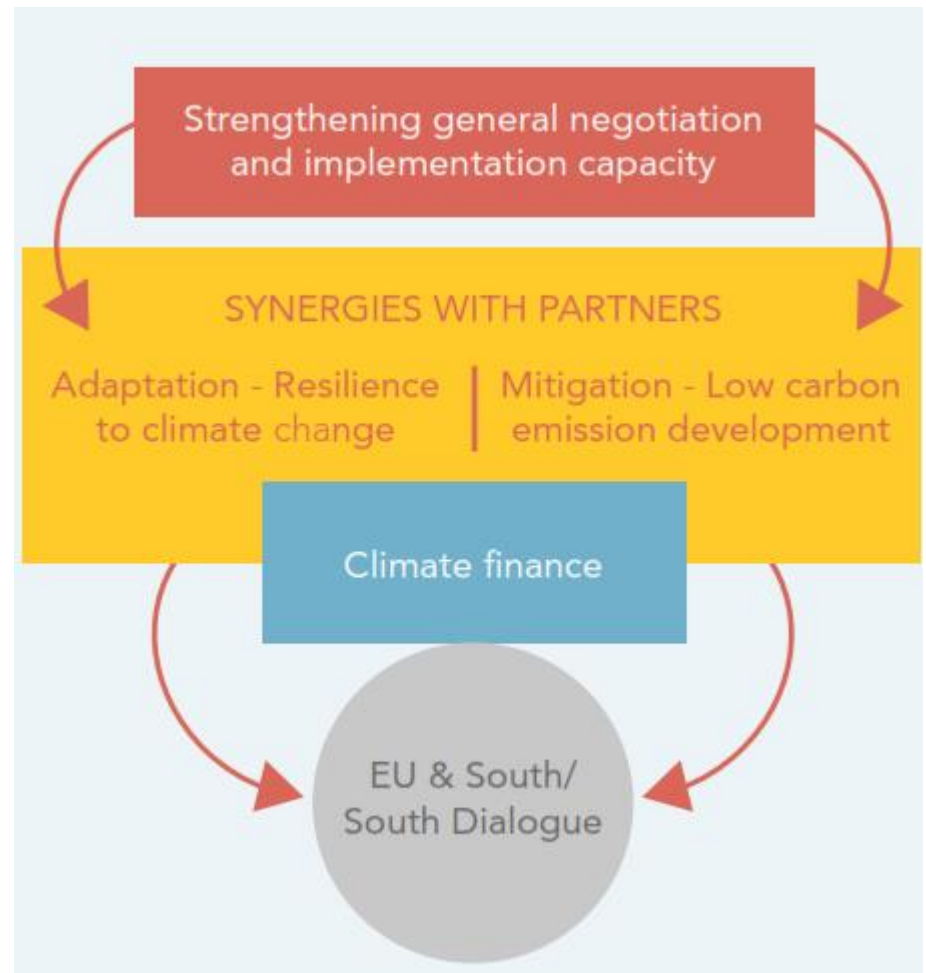 Strengthening general negotiation
and implementation capacity
SYNERGIES WITH PARTNERS
Adaptation - Resilience
to climate change
Mitigation - Low carbon
emission development
Climate finance
EU & South/
South Dialogue